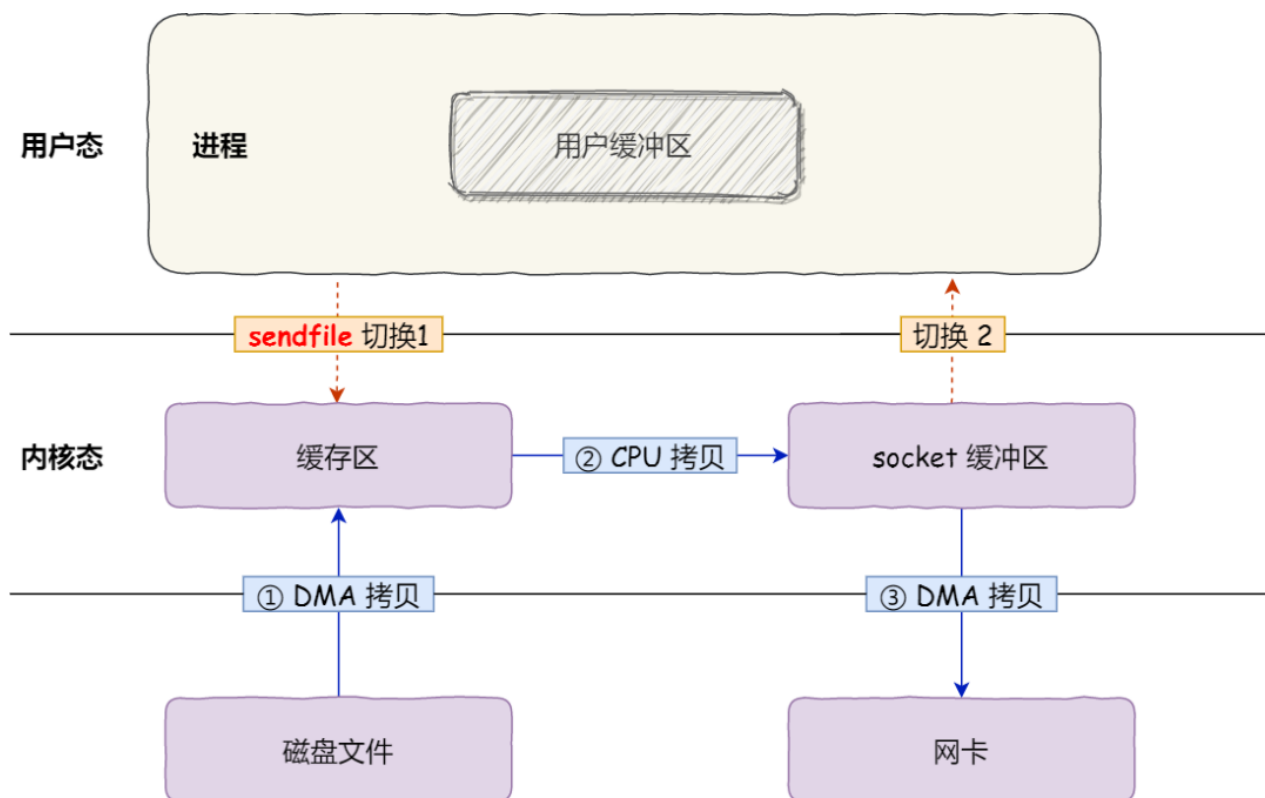 用户态
进程
用户缓冲区
sendfile 切换1
切换 2
内核态
缓存区
② CPU 拷贝
socket 缓冲区
① DMA 拷贝
③ DMA 拷贝
磁盘文件
网卡